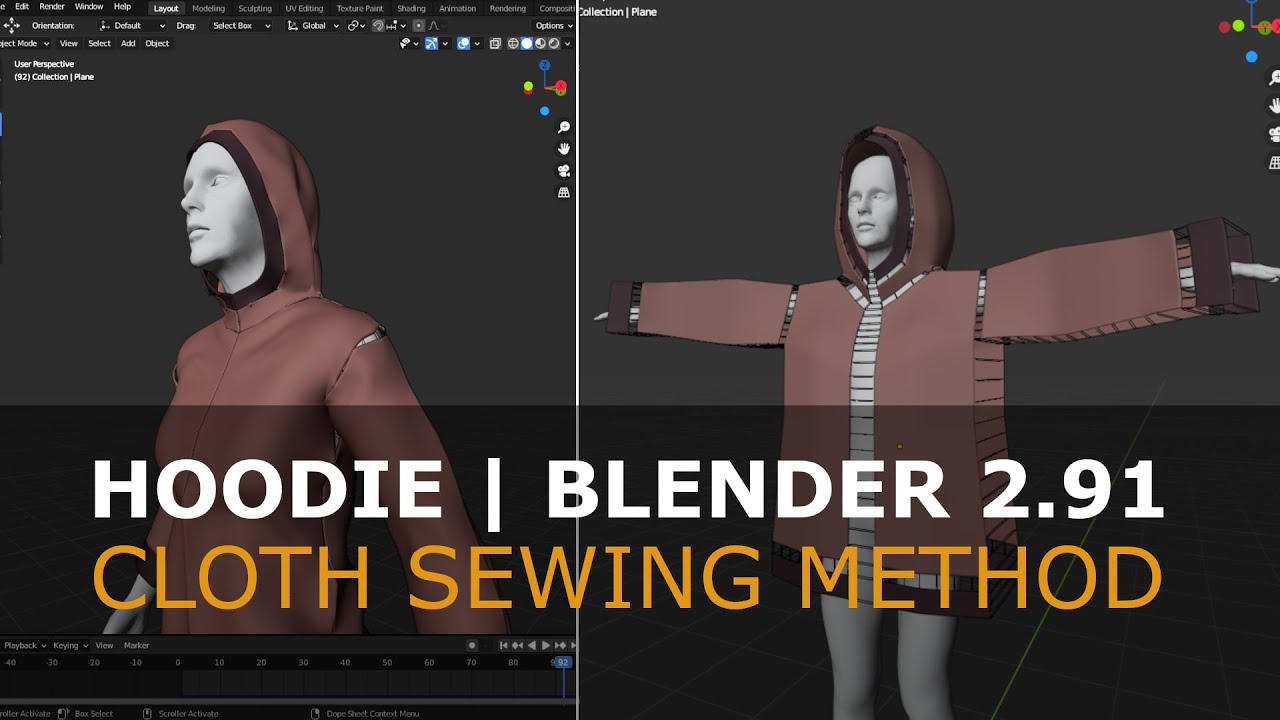 Edit Render Window Help Layout Modeling Sculpting UV Editing Texture Paint Shading Animation Rendering Co
Orientation: Default Drag: Select Box Global Options
ject Mode View Select Add Object
User Perspective
(92) Collection | Plane
Z
Collection | Plane
HOODIE | BLENDER 2.91
CLOTH SEWING METHOD
Playback Keying View Marker
-40 -30 -20 -10 0 10 20 30 40 50 60 70 80 92
croller Activate Box Select Scroller Activate Dope Sheet Context Menu